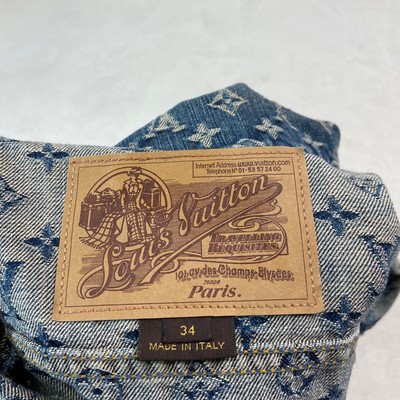 Internet Address www.vuitton.com
Telephone N° 01-53 57 24 00
Louis Vuitton
TRAVELLING
REQUISITES.
101, av. des Champs-Elysées
75008
Paris.
34
MADE IN ITALY